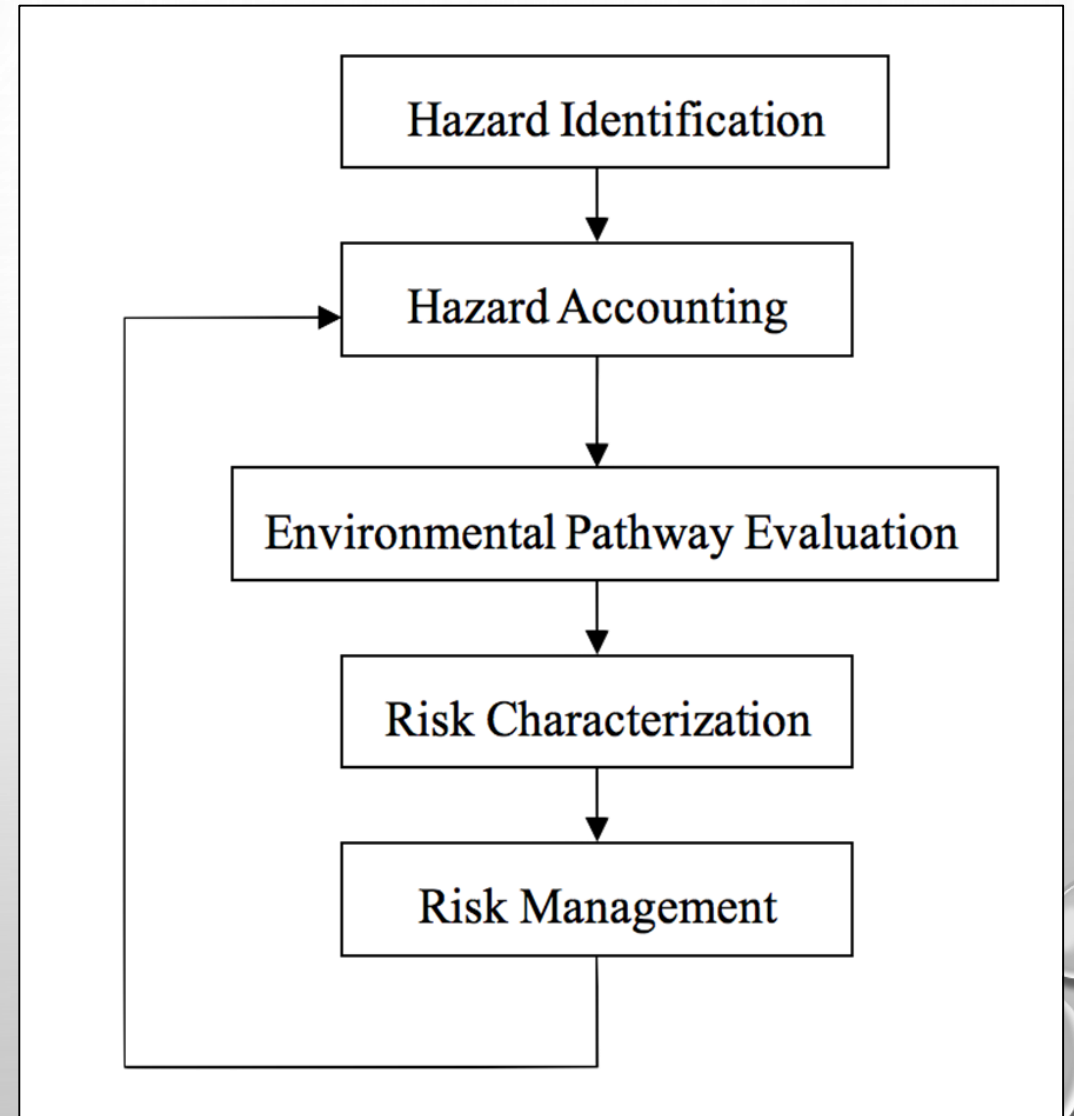 Hazard Identification
Hazard Accounting
Environmental Pathway Evaluation
Risk Characterization
Risk Management